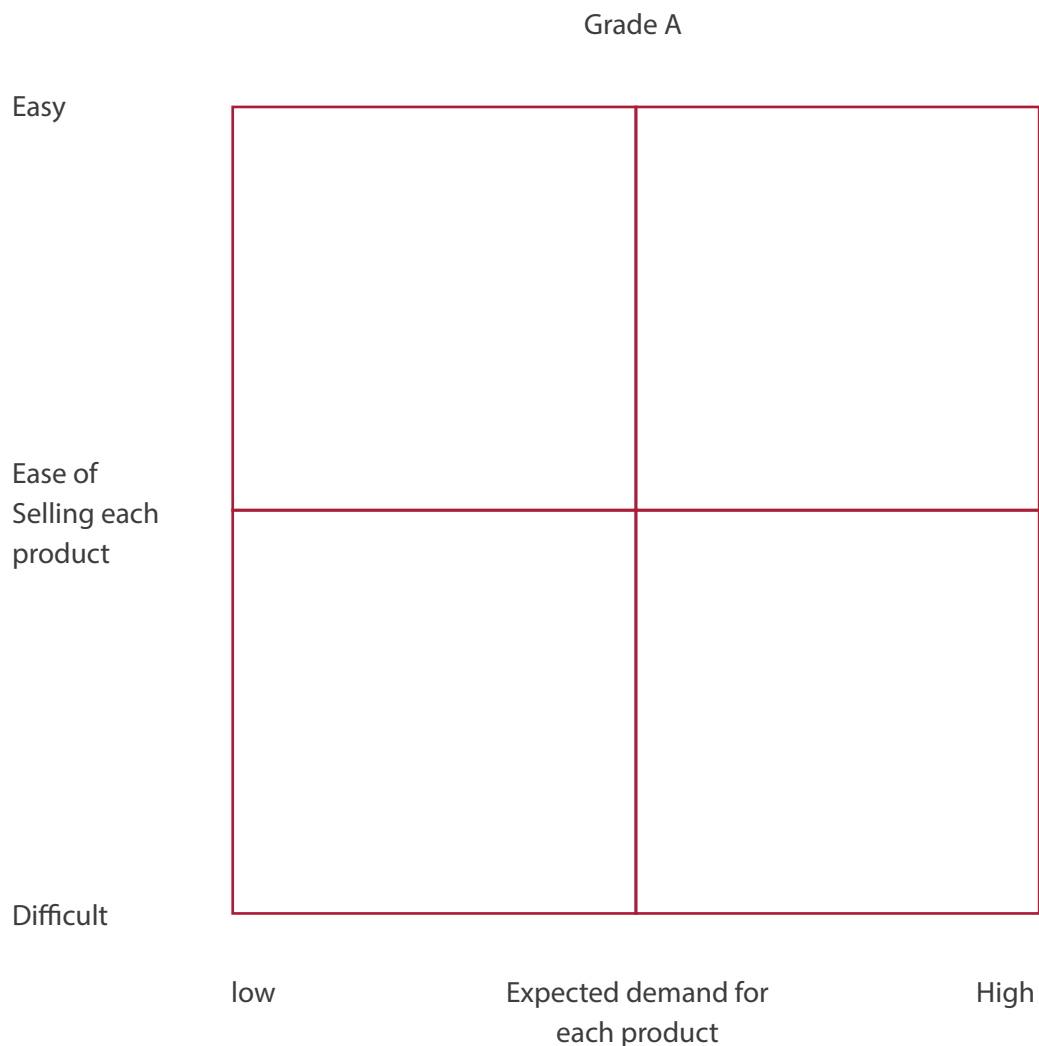 Grade A
Easy
Ease of
Selling each
product
Difficult
low
Expected demand for
each product
High